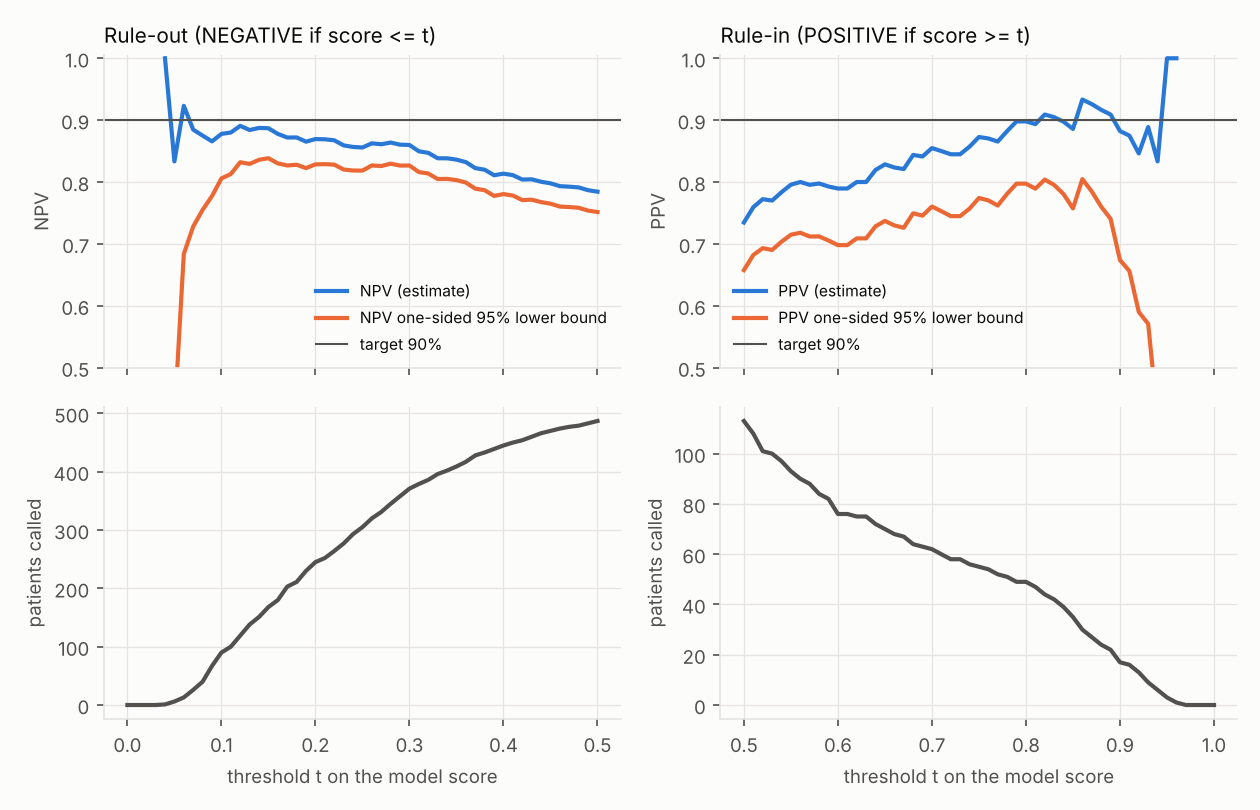 Rule-out (NEGATIVE if score <= t)
1.0
0.9
0.8
0.7
0.6
0.5
NPV
NPV (estimate)
NPV one-sided 95% lower bound
target 90%
Rule-in (POSITIVE if score >= t)
1.0
0.9
0.8
0.7
0.6
0.5
PPV
PPV (estimate)
PPV one-sided 95% lower bound
target 90%
500
400
300
200
100
0
patients called
0.0 0.1 0.2 0.3 0.4 0.5
threshold t on the model score
100
80
60
40
20
0
patients called
0.5 0.6 0.7 0.8 0.9 1.0
threshold t on the model score